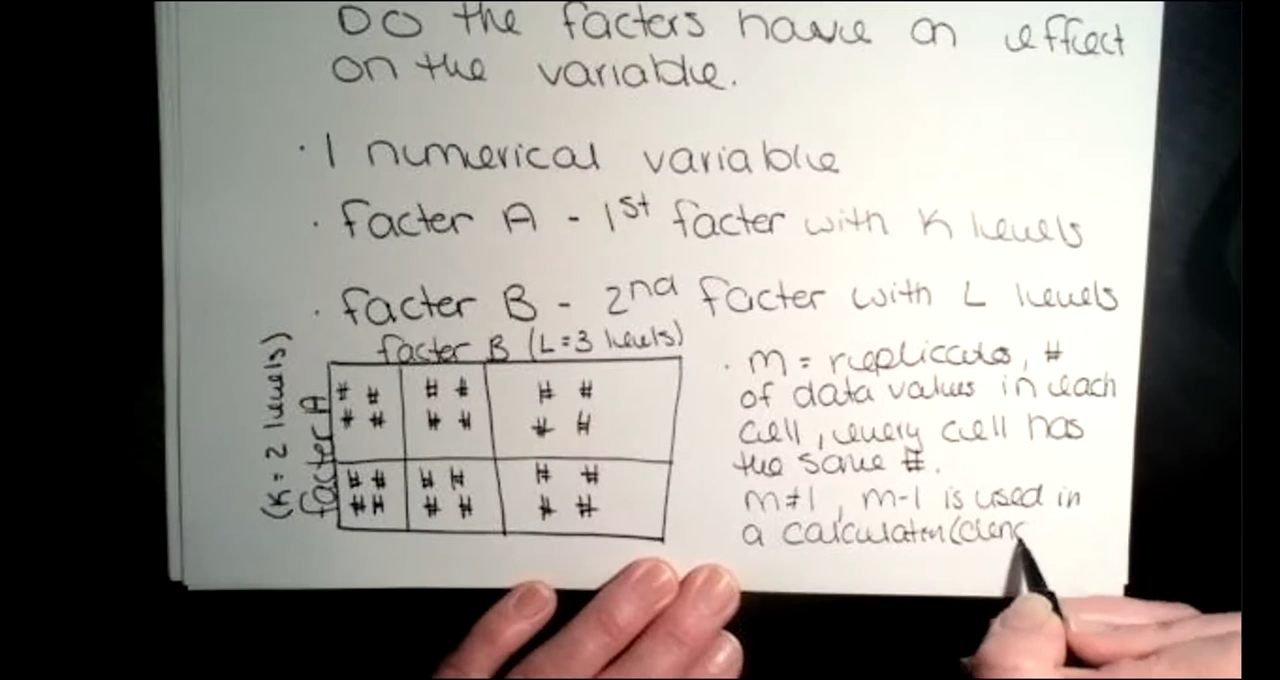 DO the facters have an effect
on the variable.
· 1 numerical variable
· facter A - 1st facter with K levels
· facter B - 2nd facter with L levels
facter B (L=3 levels)
(K = 2 levels)
facter A
# # # # # #
# # # # # #
# # # # # #
# # # # # #
· m = replicates, #
of data values in each
cell, every cell has
the same #.
m≠1, m-1 is used in
a calculation (den